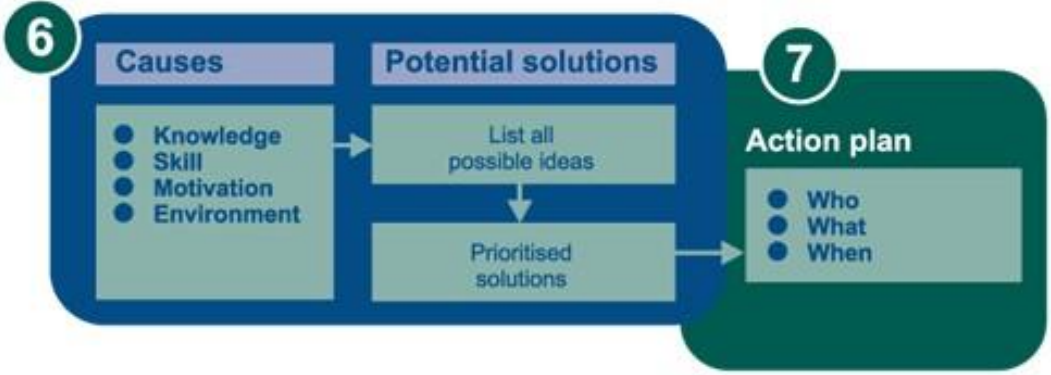 6
Causes
Knowledge
Skill
Motivation
Environment
Potential solutions
List all
possible ideas
Prioritised
solutions
7
Action plan
Who
What
When